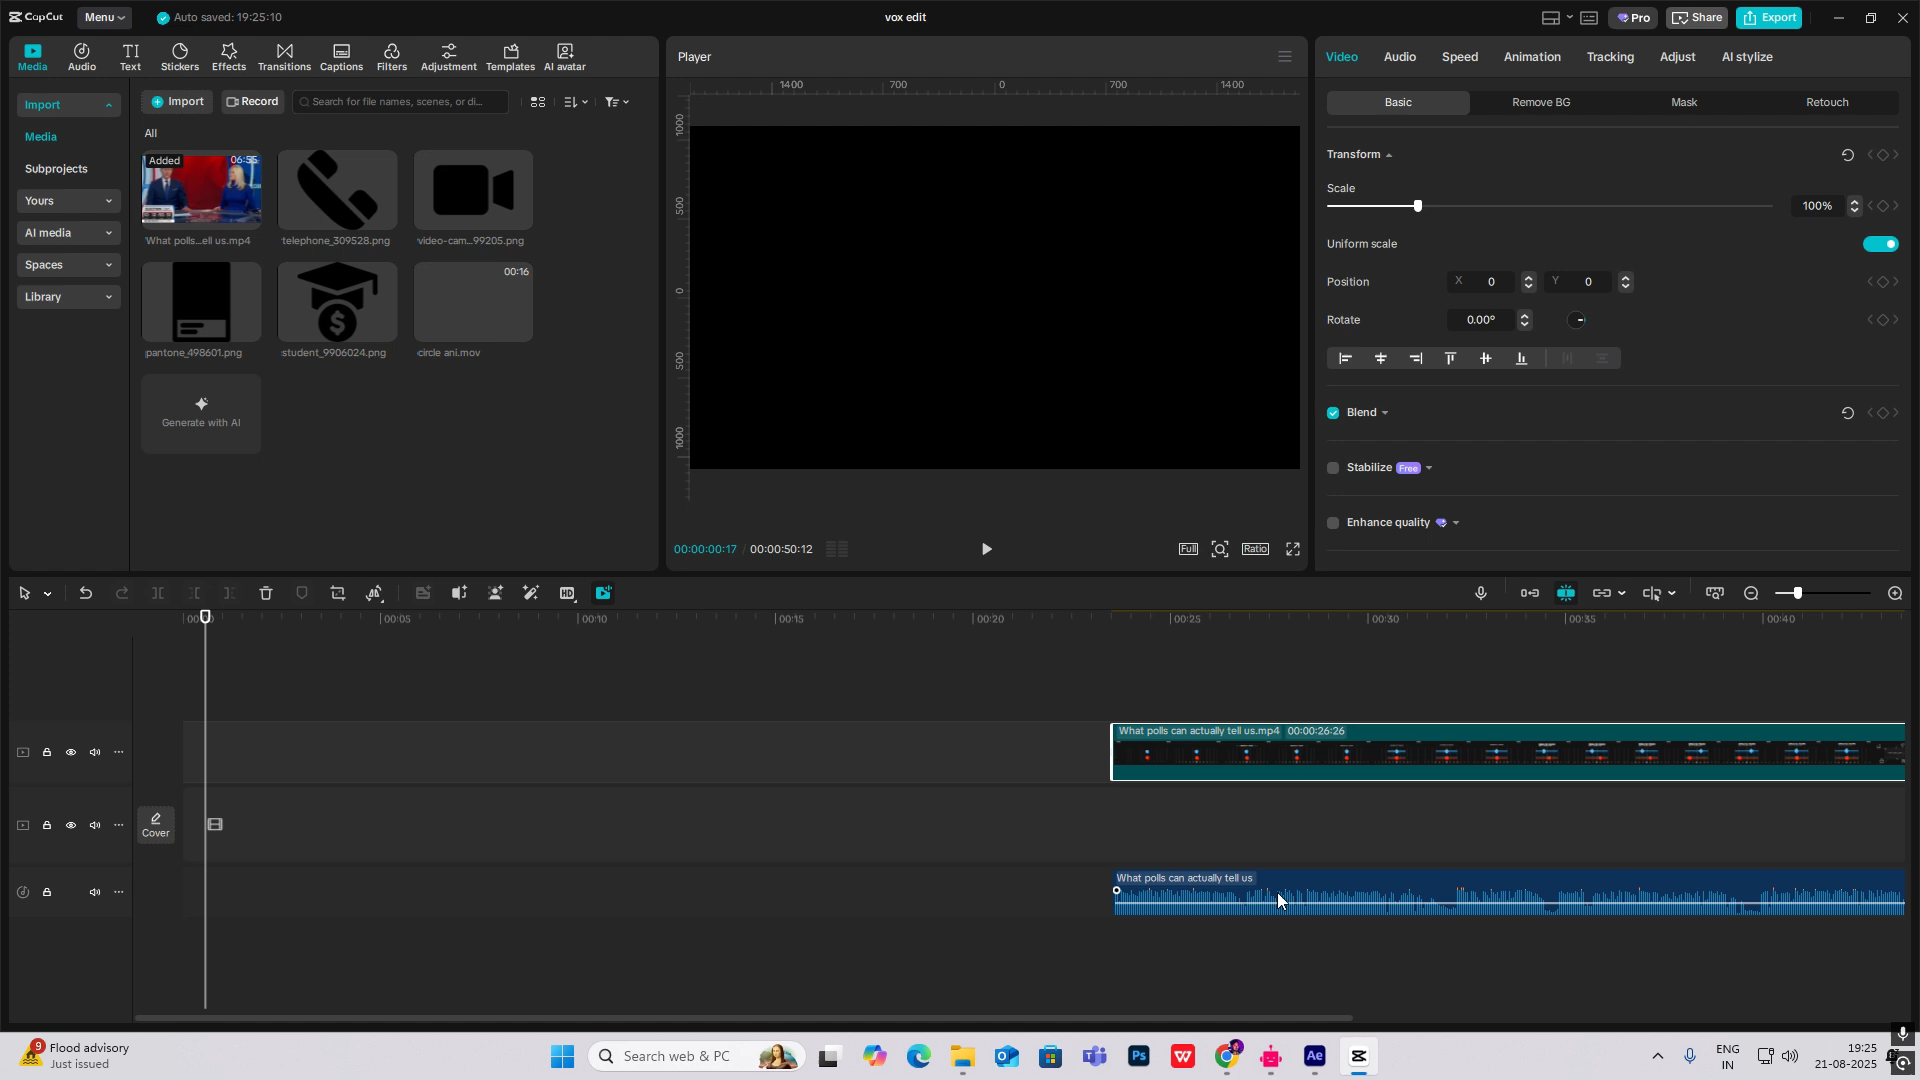 CapCut Menu Auto saved: 19:25:10 vox edit Pro Share Export
Media Audio Text Stickers Effects Transitions Captions Filters Adjustment Templates AI avatar
Player
Video Audio Speed Animation Tracking Adjust AI stylize
Import
Media
Subprojects
Yours
AI media
Spaces
Library
Import Record Search for file names, scenes, or di...
All
Added 06:55
What polls...ell us.mp4 telephone_309528.png video-cam...99205.png
00:16
pantone_498601.png student_9906024.png circle ani.mov
Generate with AI
1400 700 0 700 1400
1000
500
0
500
1000
00:00:00:17 / 00:00:50:12 Full Ratio
Basic Remove BG Mask Retouch
Transform
Scale
100%
Uniform scale
Position X 0 Y 0
Rotate 0.00°
Blend
Stabilize Free
Enhance quality
HD
00:05 00:10 00:15 00:20 00:25 00:30 00:35 00:40
What polls can actually tell us.mp4 00:00:26:26
Cover
What polls can actually tell us
9 Flood advisory
Just issued
Search web & PC
Ps
Ae
ENG
IN
19:25
21-08-2025